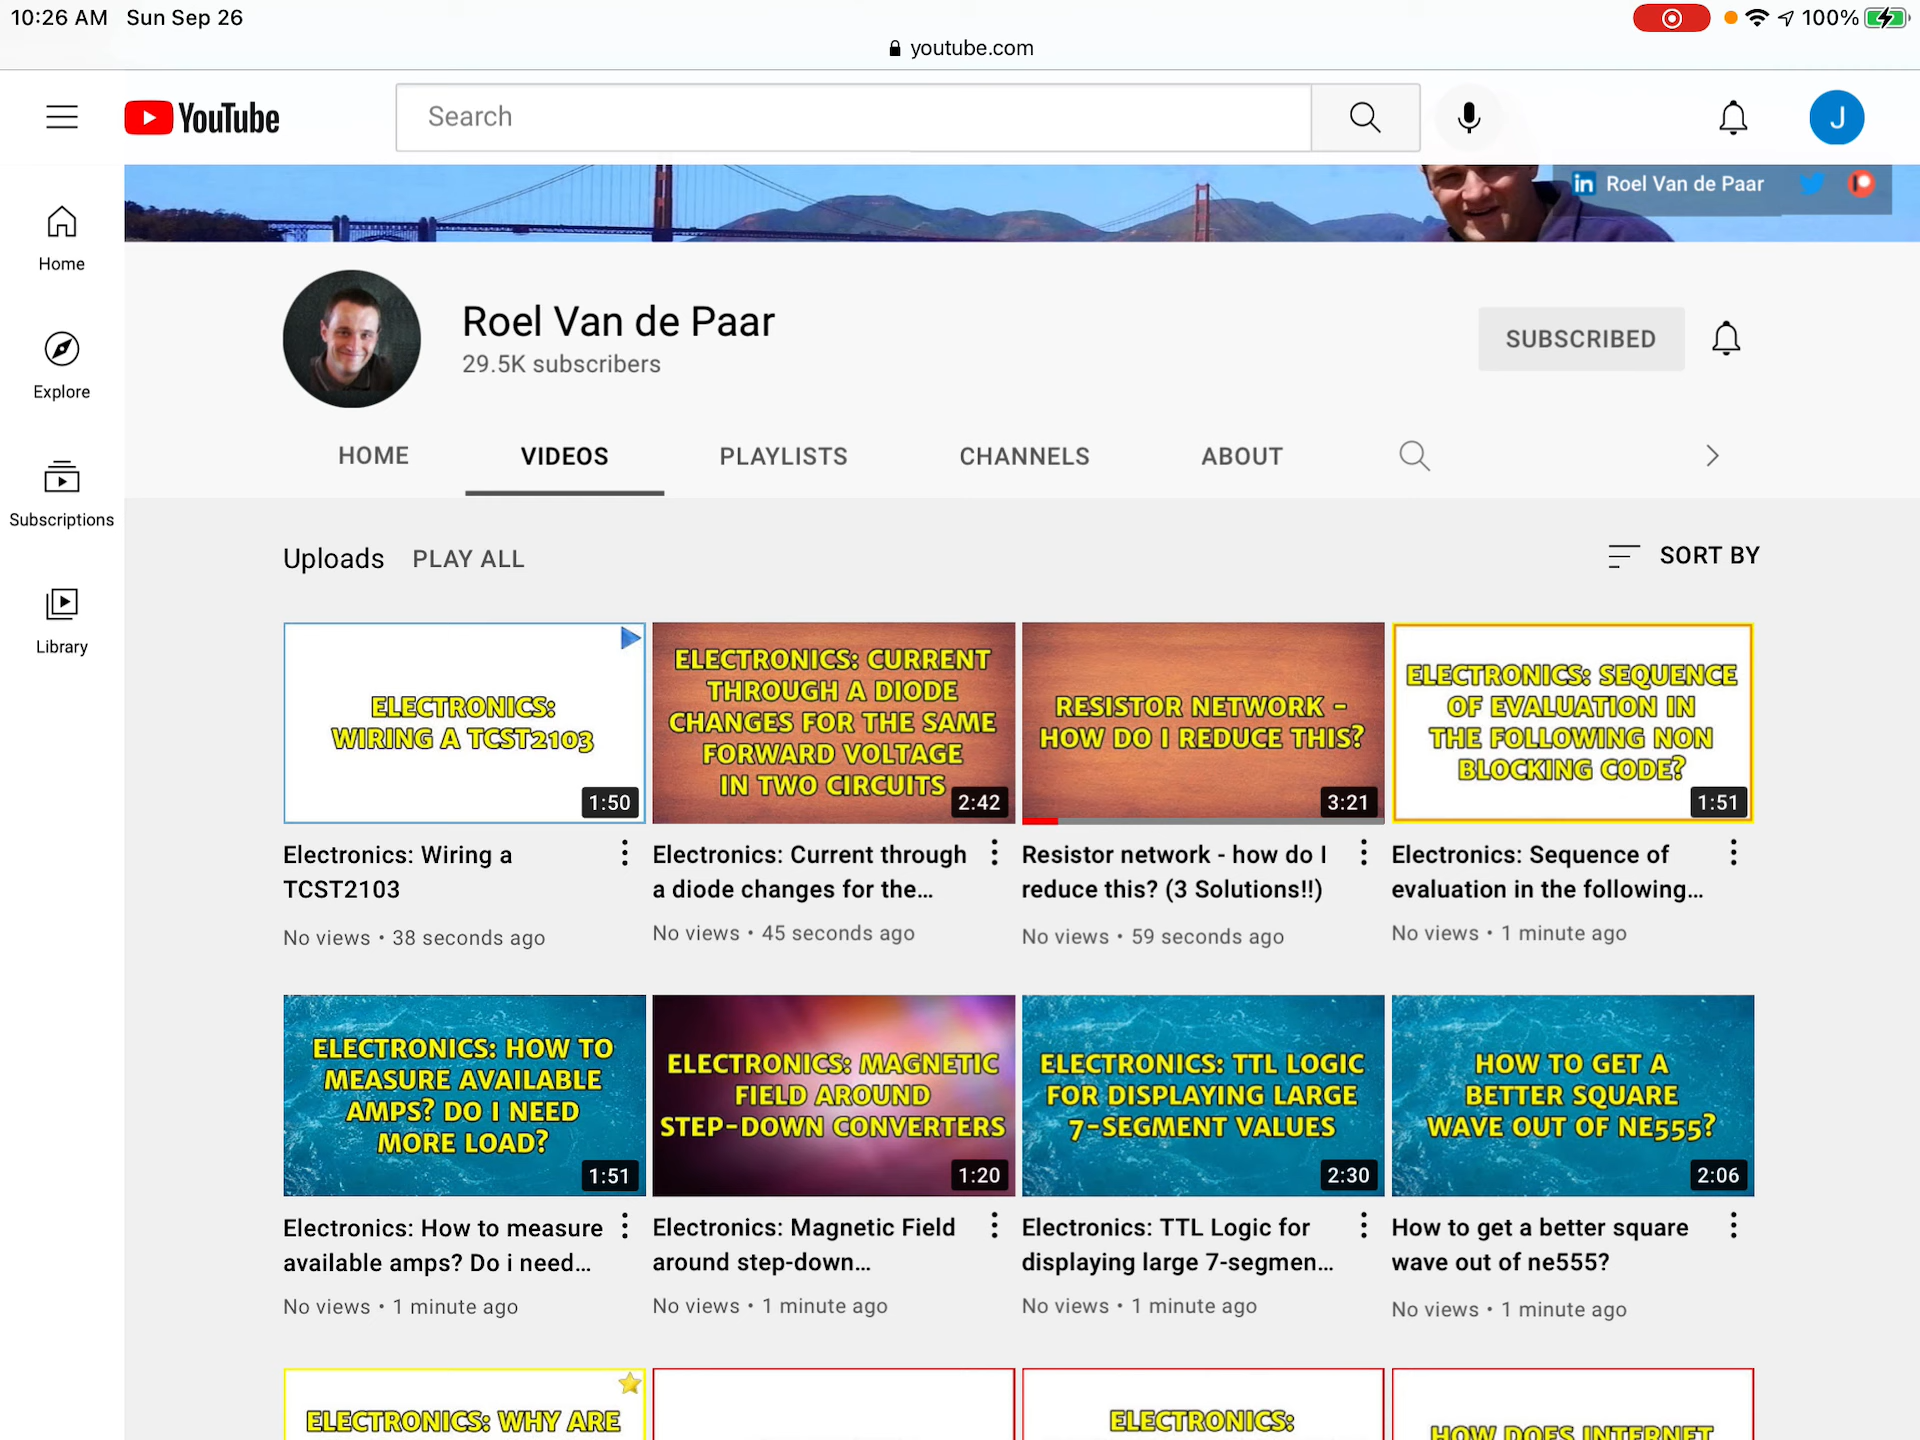 10:26 AM Sun Sep 26
100%
youtube.com
YouTube
Search
J
in Roel Van de Paar
Home
Explore
Subscriptions
Library
Roel Van de Paar
29.5K subscribers
SUBSCRIBED
HOME VIDEOS PLAYLISTS CHANNELS ABOUT
Uploads PLAY ALL
SORT BY
ELECTRONICS:
WIRING A TCST2103
1:50
Electronics: Wiring a
TCST2103
No views • 38 seconds ago
ELECTRONICS: CURRENT
THROUGH A DIODE
CHANGES FOR THE SAME
FORWARD VOLTAGE
IN TWO CIRCUITS
2:42
Electronics: Current through
a diode changes for the...
No views • 45 seconds ago
RESISTOR NETWORK -
HOW DO I REDUCE THIS?
3:21
Resistor network - how do I
reduce this? (3 Solutions!!)
No views • 59 seconds ago
ELECTRONICS: SEQUENCE
OF EVALUATION IN
THE FOLLOWING NON
BLOCKING CODE?
1:51
Electronics: Sequence of
evaluation in the following...
No views • 1 minute ago
ELECTRONICS: HOW TO
MEASURE AVAILABLE
AMPS? DO I NEED
MORE LOAD?
1:51
Electronics: How to measure
available amps? Do i need...
No views • 1 minute ago
ELECTRONICS: MAGNETIC
FIELD AROUND
STEP-DOWN CONVERTERS
1:20
Electronics: Magnetic Field
around step-down...
No views • 1 minute ago
ELECTRONICS: TTL LOGIC
FOR DISPLAYING LARGE
7-SEGMENT VALUES
2:30
Electronics: TTL Logic for
displaying large 7-segmen...
No views • 1 minute ago
HOW TO GET A
BETTER SQUARE
WAVE OUT OF NE555?
2:06
How to get a better square
wave out of ne555?
No views • 1 minute ago
ELECTRONICS: WHY ARE
ELECTRONICS:
HOW DOES INTERNET